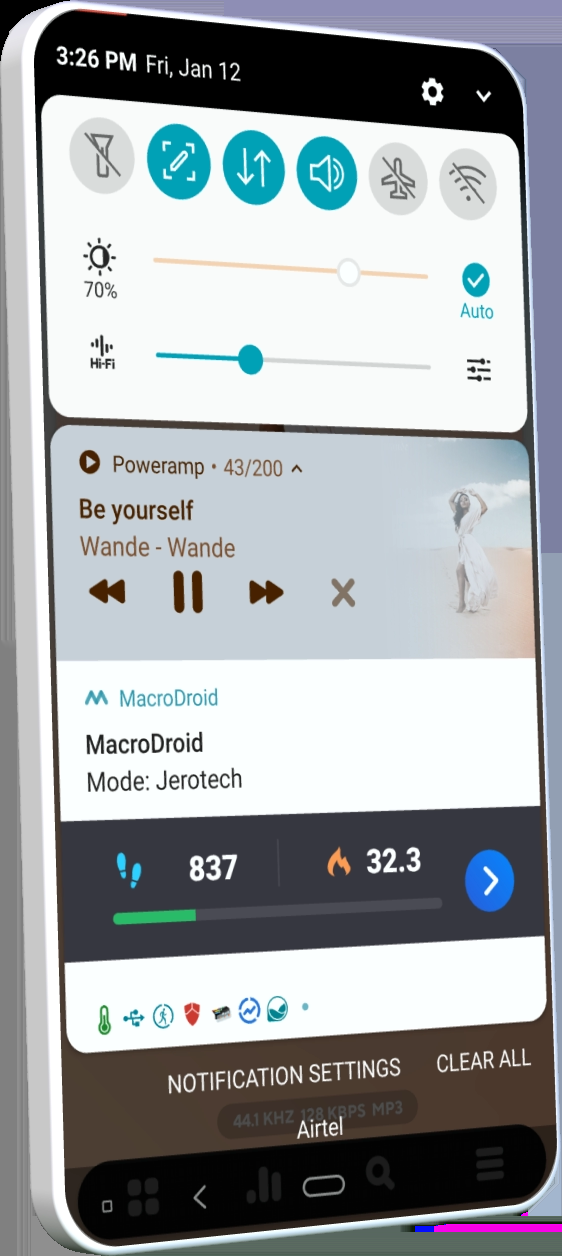 3:26 PM Fri, Jan 12
70%
Auto
Hi-Fi
Poweramp • 43/200
Be yourself
Wande - Wande
MacroDroid
MacroDroid
Mode: Jerotech
837 32.3
NOTIFICATION SETTINGS CLEAR ALL
44.1 KHZ 128 KBPS MP3
Airtel